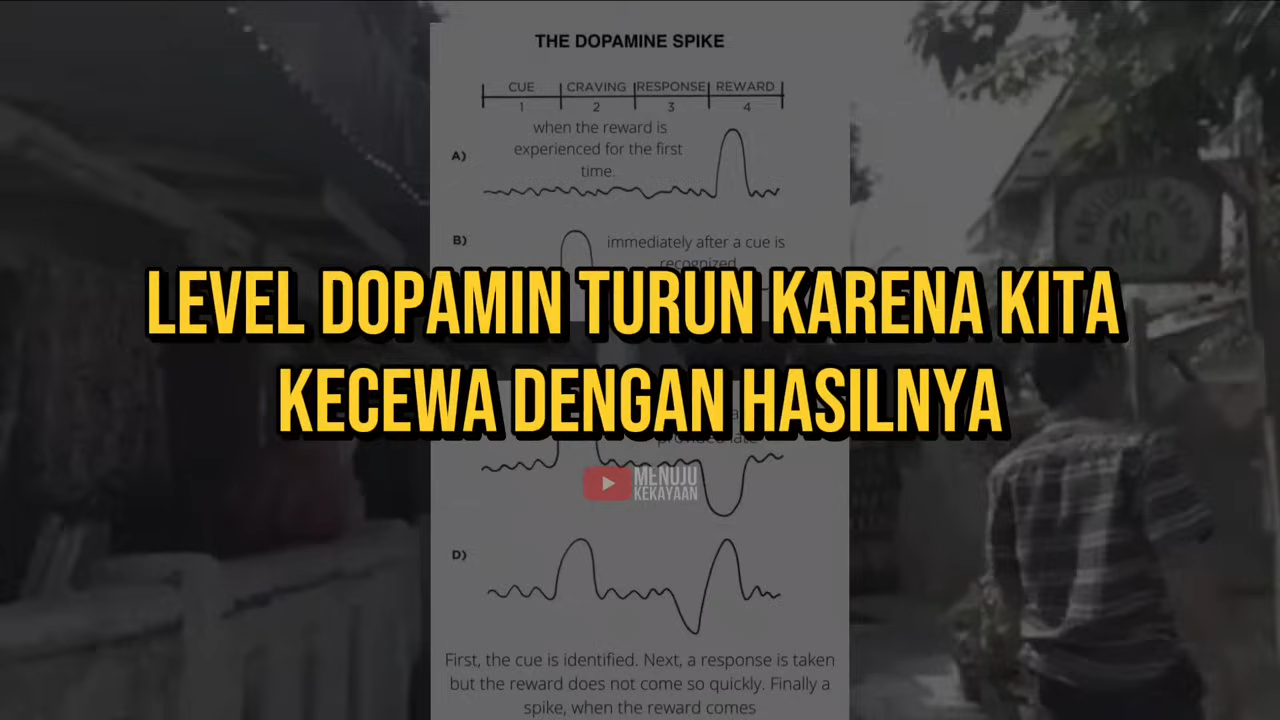 THE DOPAMINE SPIKE
CUE CRAVING RESPONSE REWARD
1 2 3 4
A)
when the reward is
experienced for the first
time.
B)
immediately after a cue is
recognized
LEVEL DOPAMIN TURUN KARENA KITA
KECEWA DENGAN HASILNYA
MENUJU
KEKAYAAN
D)
First, the cue is identified. Next, a response is taken
but the reward does not come so quickly. Finally a
spike, when the reward comes